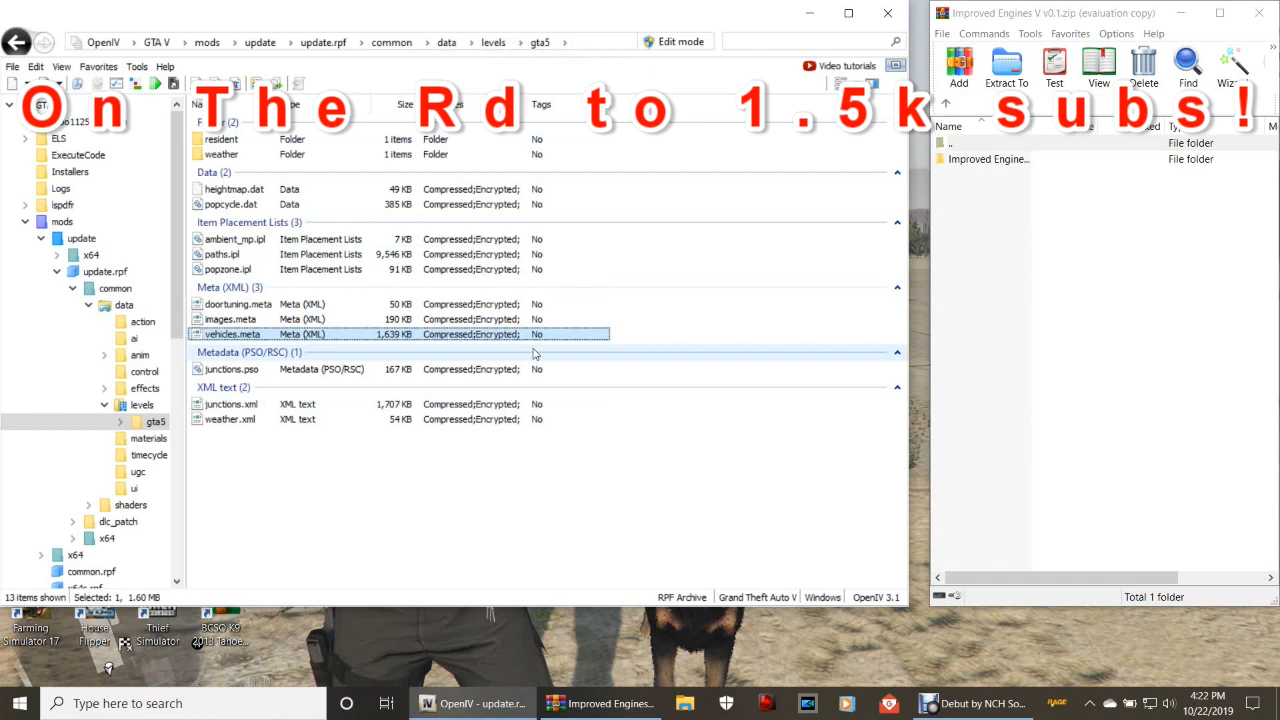 Improved Engines V v0.1.zip (evaluation copy)
OpenIV GTA V mods update update.rpf common data levels gta5
Edit mode
File Commands Tools Favorites Options Help
File Edit View Favorites Tools Help
Video tutorials
Add Extract To Test View Delete Find
On The Rd to 1.5k subs!
Size Tags
Name Type
ELS
ExecuteCode
Installers
Logs
lspdfr
mods
update
x64
update.rpf
common
data
action
ai
anim
control
effects
levels
gta5
materials
timecycle
ugc
ui
shaders
dlc_patch
x64
x64
common.rpf
resident Folder 1 items Folder No
weather Folder 1 items Folder No
Data (2)
heightmap.dat Data 49 KB Compressed;Encrypted; No
popcycle.dat Data 385 KB Compressed;Encrypted; No
Item Placement Lists (3)
ambient_mp.ipl Item Placement Lists 7 KB Compressed;Encrypted; No
paths.ipl Item Placement Lists 9,546 KB Compressed;Encrypted; No
popzone.ipl Item Placement Lists 91 KB Compressed;Encrypted; No
Meta (XML) (3)
doortuning.meta Meta (XML) 50 KB Compressed;Encrypted; No
images.meta Meta (XML) 190 KB Compressed;Encrypted; No
vehicles.meta Meta (XML) 1,639 KB Compressed;Encrypted; No
Metadata (PSO/RSC) (1)
junctions.pso Metadata (PSO/RSC) 167 KB Compressed;Encrypted; No
XML text (2)
junctions.xml XML text 1,707 KB Compressed;Encrypted; No
weather.xml XML text 54 KB Compressed;Encrypted; No
.. File folder
Improved Engine... File folder
13 items shown Selected: 1, 1.60 MB
RPF Archive Grand Theft Auto V Windows OpenIV 3.1
Total 1 folder
Farming Simulator 17
House Flipper
Thief Simulator
BCSO K9 2018 Tahoe...
Type here to search
OpenIV - update.r...
Improved Engines...
Debut by NCH Sof...
RAGE
4:22 PM
10/22/2019